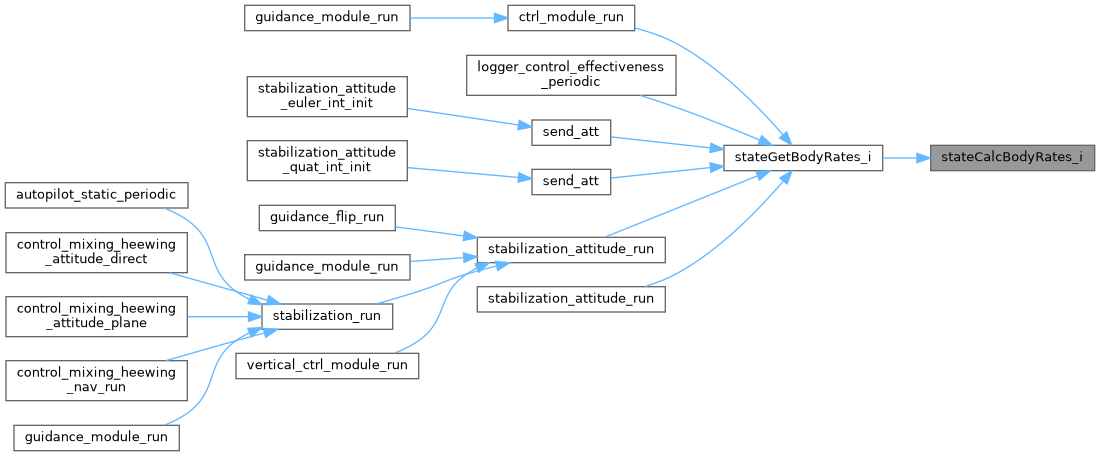 guidance_module_run
ctrl_module_run
logger_control_effectiveness
_periodic
stabilization_attitude
_euler_int_init
send_att
stabilization_attitude
_quat_int_init
send_att
stateGetBodyRates_i
stateCalcBodyRates_i
autopilot_static_periodic
guidance_flip_run
control_mixing_heewing
_attitude_direct
guidance_module_run
stabilization_attitude_run
stabilization_attitude_run
control_mixing_heewing
_attitude_plane
stabilization_run
vertical_ctrl_module_run
control_mixing_heewing
_nav_run
guidance_module_run